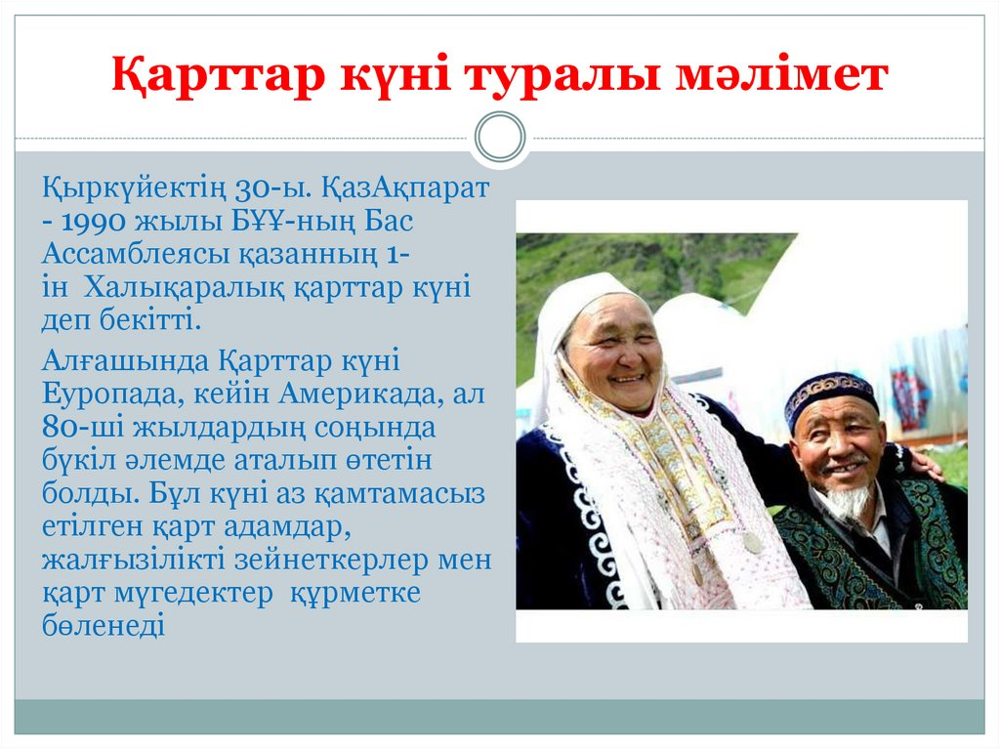 Қарттар күні туралы мәлімет
Қыркүйектің 30-ы. ҚазАқпарат
- 1990 жылы БҰҰ-ның Бас
Ассамблеясы қазанның 1-
ін  Халықаралық қарттар күні
деп бекітті.
Алғашында Қарттар күні
Еуропада, кейін Америкада, ал
80-ші жылдардың соңында
бүкіл әлемде аталып өтетін
болды. Бұл күні аз қамтамасыз
етілген қарт адамдар,
жалғызілікті зейнеткерлер мен
қарт мүгедектер  құрметке
бөленеді